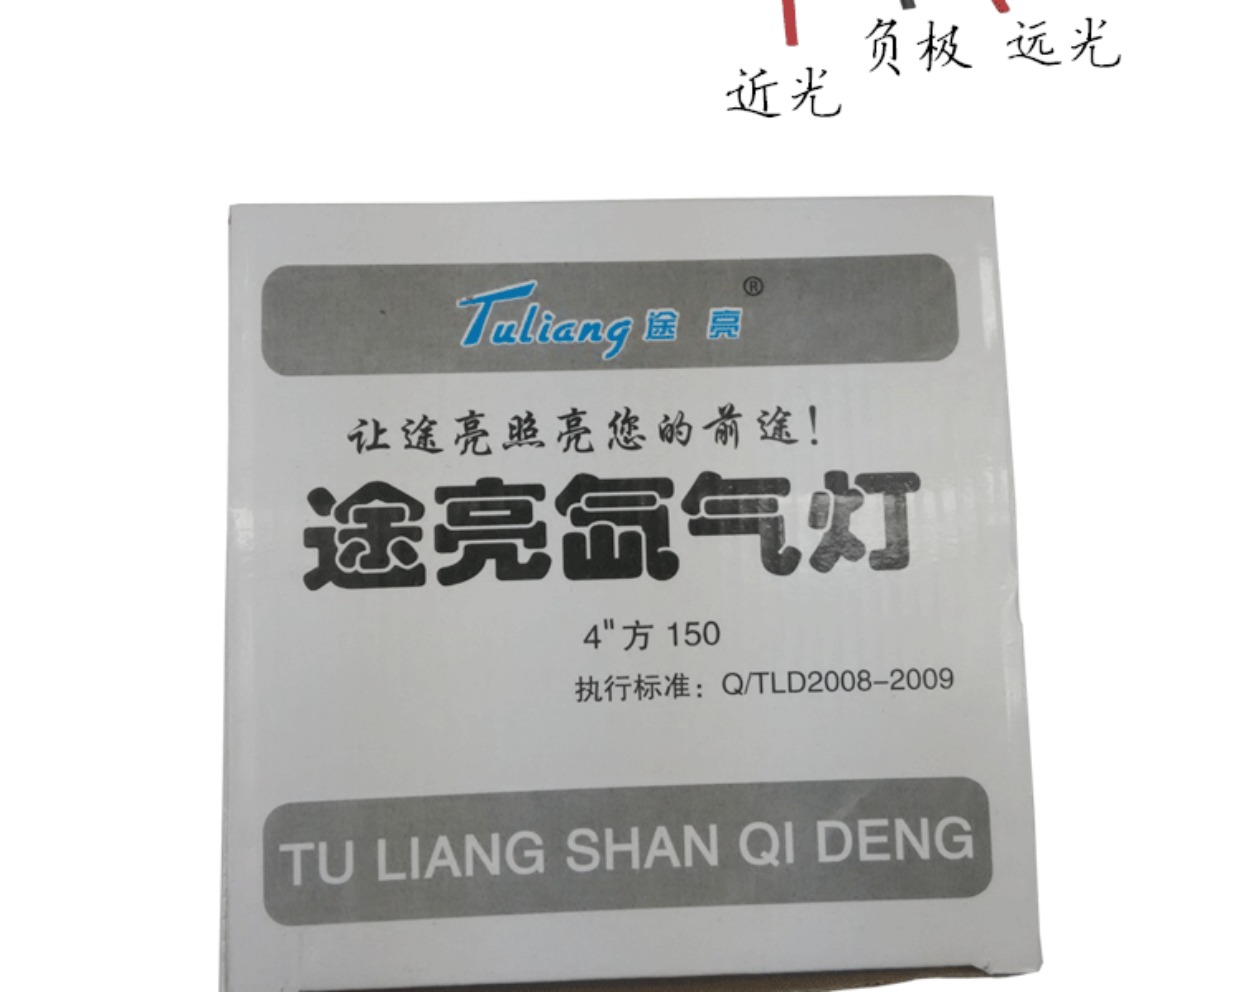 负极 远光
近光
Tuliang 途亮 ®
让途亮照亮您的前途！
途亮氙气灯
4"方 150
执行标准：Q/TLD2008-2009
TU LIANG SHAN QI DENG